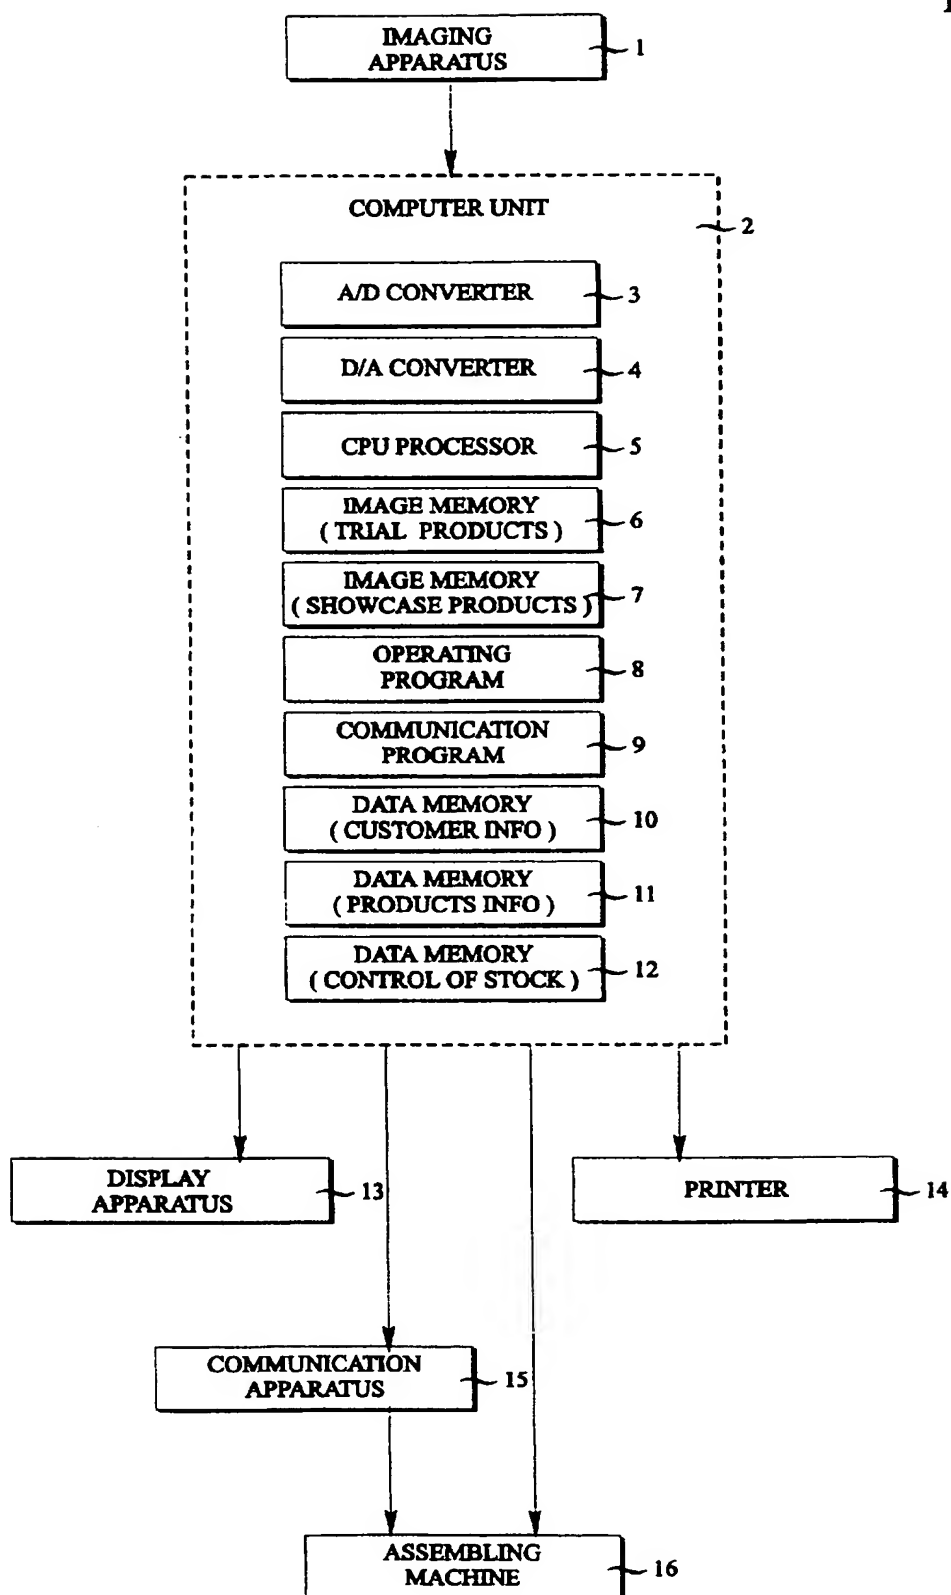 IMAGING
APPARATUS
1
COMPUTER UNIT
2
A/D CONVERTER
3
D/A CONVERTER
4
CPU PROCESSOR
5
IMAGE MEMORY
( TRIAL PRODUCTS )
6
IMAGE MEMORY
( SHOWCASE PRODUCTS )
7
OPERATING
PROGRAM
8
COMMUNICATION
PROGRAM
9
DATA MEMORY
( CUSTOMER INFO )
10
DATA MEMORY
( PRODUCTS INFO )
11
DATA MEMORY
( CONTROL OF STOCK )
12
DISPLAY
APPARATUS
13
PRINTER
14
COMMUNICATION
APPARATUS
15
ASSEMBLING
MACHINE
16